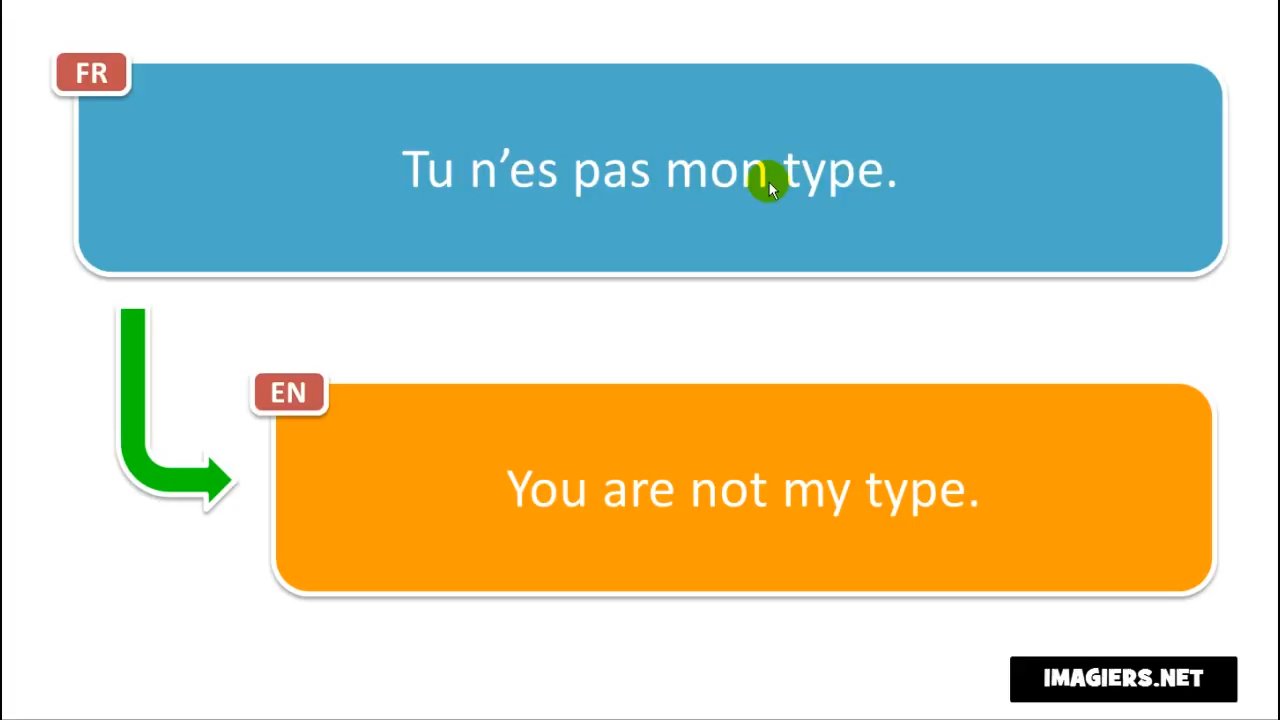 FR
Tu n’es pas mon type.
EN
You are not my type.
IMAGIERS.NET